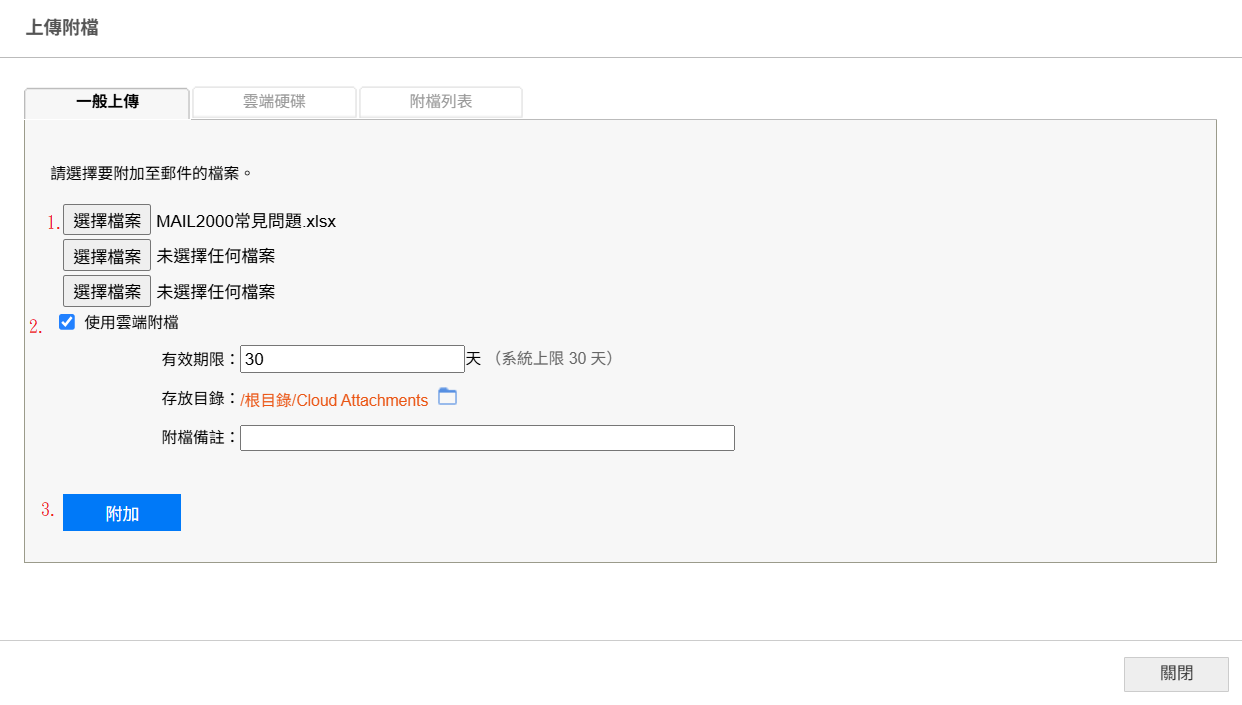 上傳附檔
一般上傳 雲端硬碟 附檔列表
請選擇要附加至郵件的檔案。
1. 選擇檔案 MAIL2000常見問題.xlsx
選擇檔案 未選擇任何檔案
選擇檔案 未選擇任何檔案
2. 使用雲端附檔
有效期限：30天 （系統上限 30 天）
存放目錄：/根目錄/Cloud Attachments
附檔備註：
3. 附加
關閉